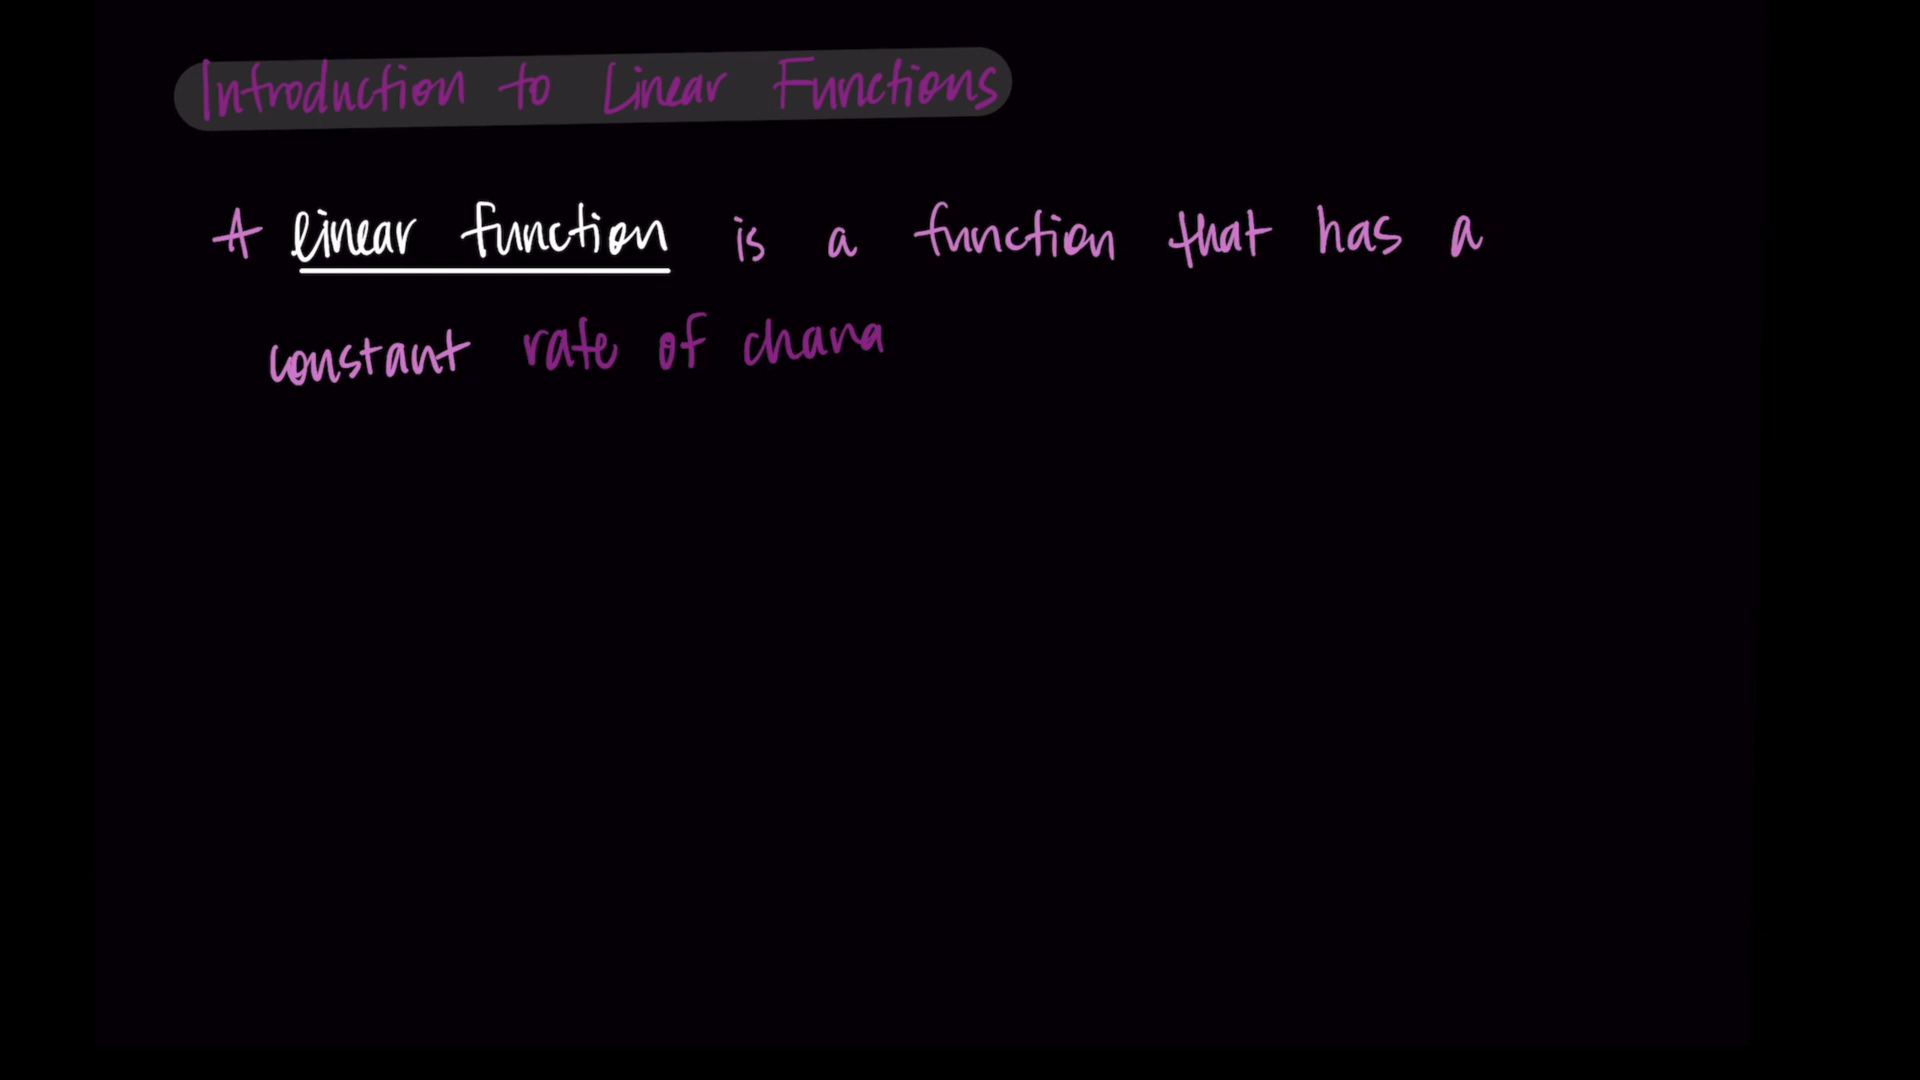 Introduction to Linear Functions
A linear function is a function that has a
constant rate of chana